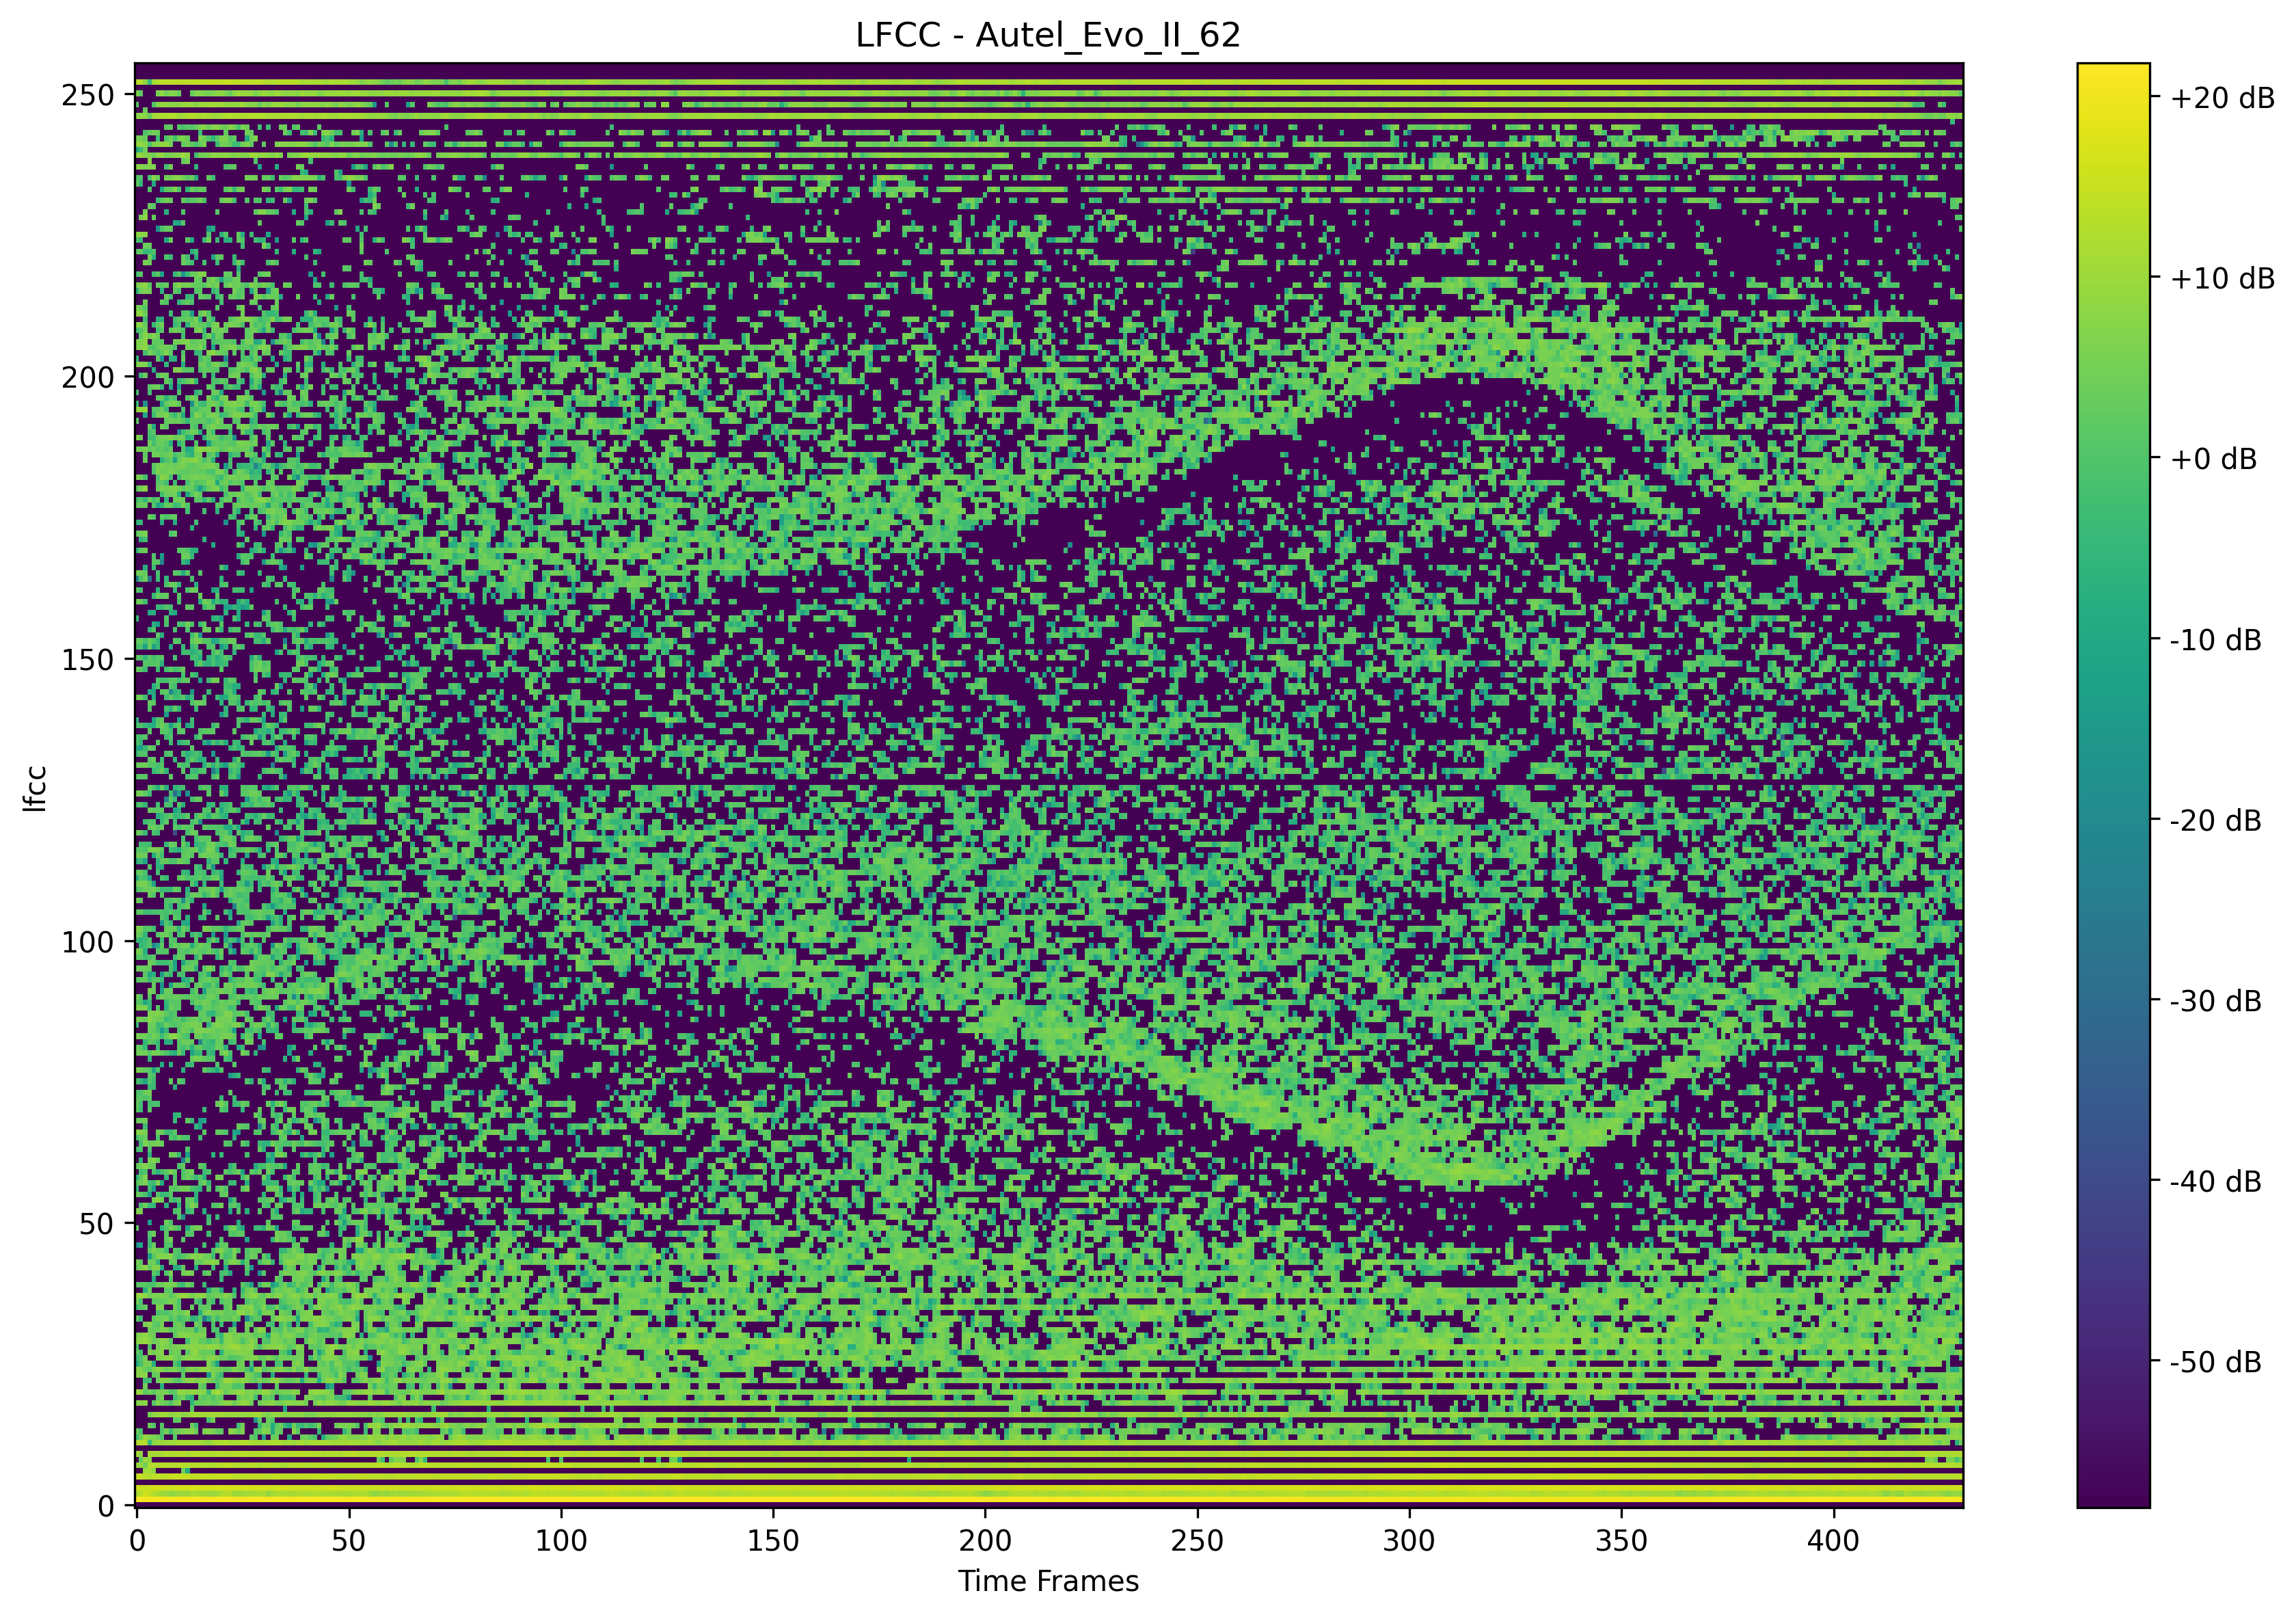 LFCC - Autel_Evo_II_62
250
200
150
100
50
0
lfcc
0 50 100 150 200 250 300 350 400
Time Frames
+20 dB
+10 dB
+0 dB
-10 dB
-20 dB
-30 dB
-40 dB
-50 dB